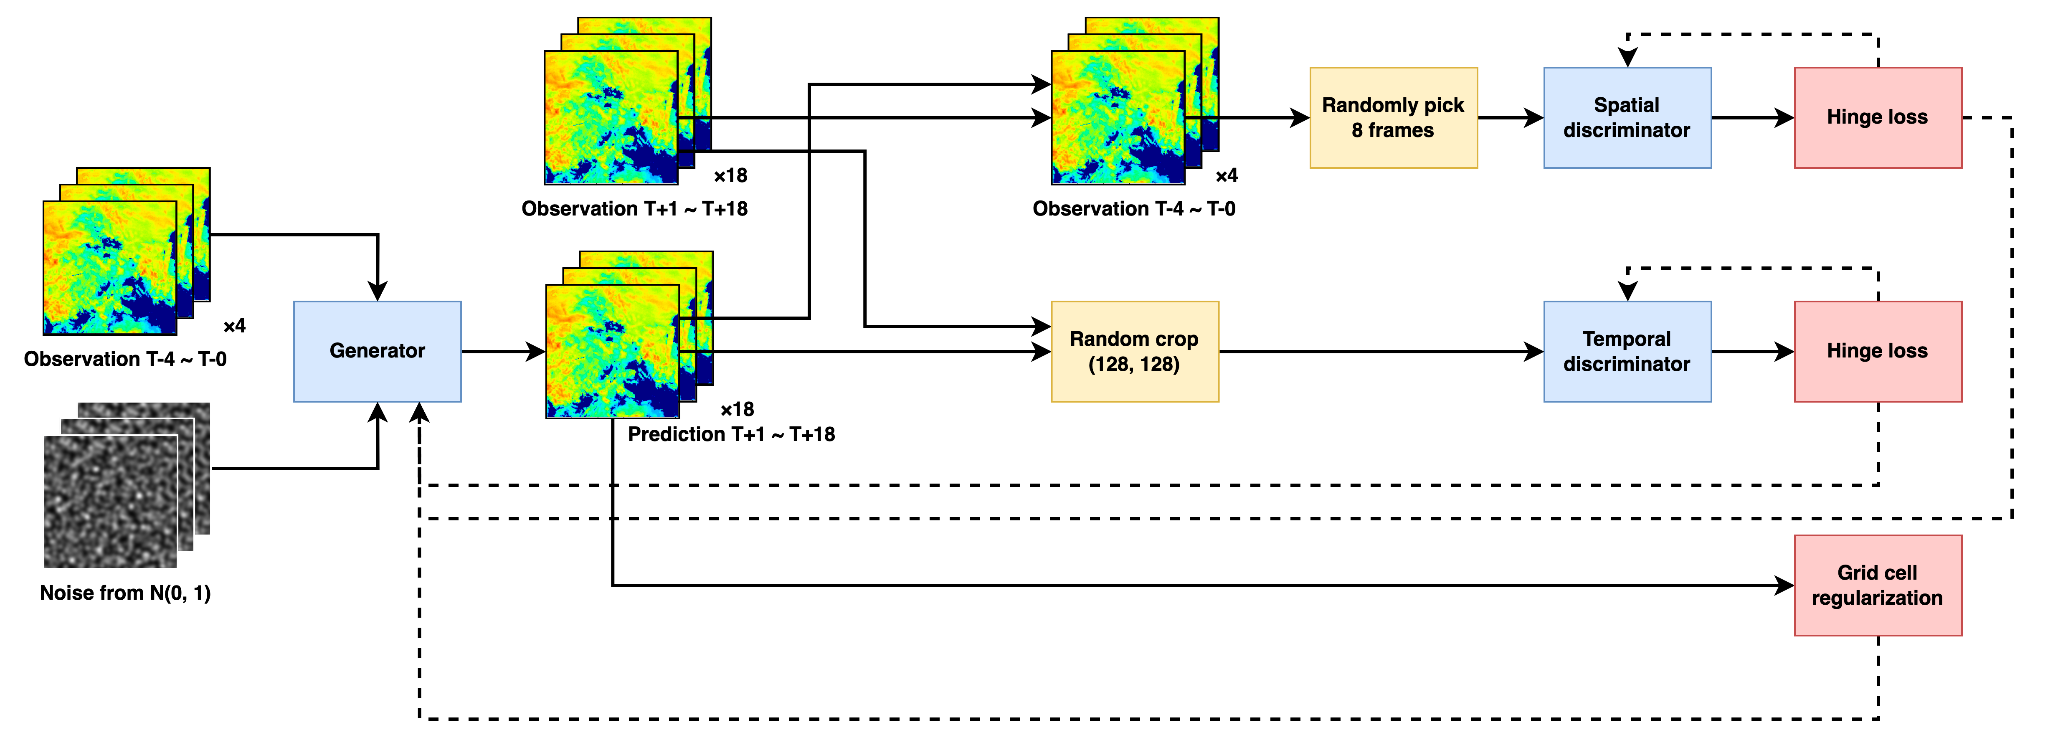 ×18
Observation T+1 ~ T+18
×4
Observation T-4 ~ T-0
Randomly pick
8 frames
Spatial
discriminator
Hinge loss
×4
Observation T-4 ~ T-0
Generator
×18
Prediction T+1 ~ T+18
Random crop
(128, 128)
Temporal
discriminator
Hinge loss
Noise from N(0, 1)
Grid cell
regularization